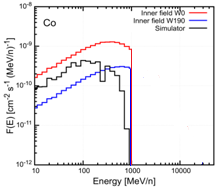 10⁻⁸
Co
Inner field W0
Inner field W190
Simulator
10⁻⁹
10⁻¹⁰
10⁻¹¹
10⁻¹²
F(E) [cm⁻² s⁻¹ (MeV/n)⁻¹]
10 100 1000 10000
Energy [MeV/n]